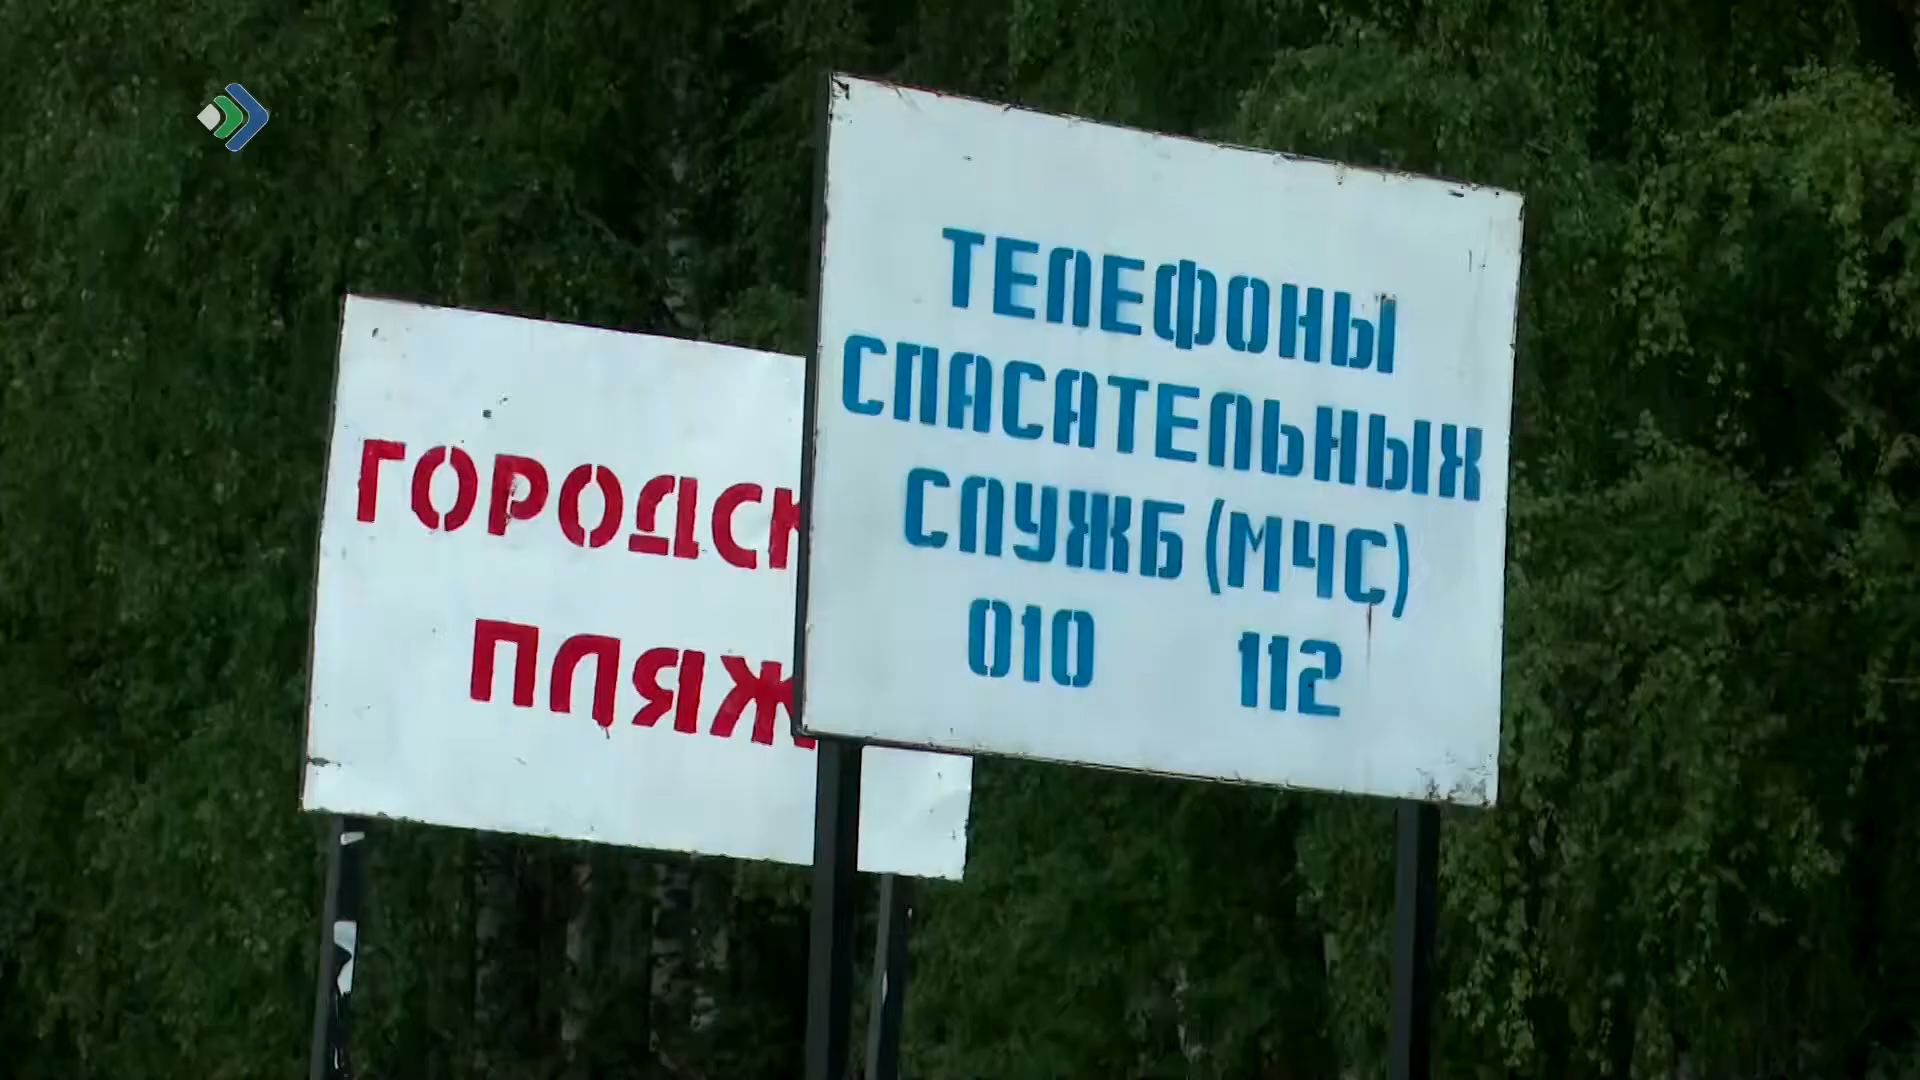 ГОРОДСК
ПЛЯЖ
ТЕЛЕФОНЫ
СПАСАТЕЛЬНЫХ
СЛУЖБ (МЧС)
010 112